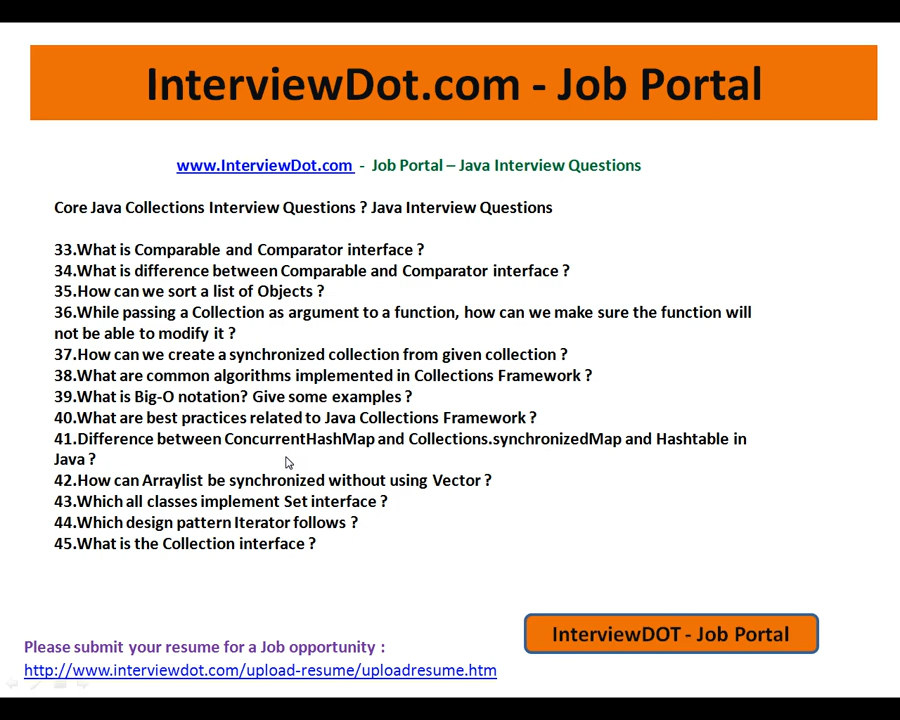 InterviewDot.com - Job Portal
www.InterviewDot.com - Job Portal – Java Interview Questions
Core Java Collections Interview Questions ? Java Interview Questions
33.What is Comparable and Comparator interface ?
34.What is difference between Comparable and Comparator interface ?
35.How can we sort a list of Objects ?
36.While passing a Collection as argument to a function, how can we make sure the function will
not be able to modify it ?
37.How can we create a synchronized collection from given collection ?
38.What are common algorithms implemented in Collections Framework ?
39.What is Big-O notation? Give some examples ?
40.What are best practices related to Java Collections Framework ?
41.Difference between ConcurrentHashMap and Collections.synchronizedMap and Hashtable in
Java ?
42.How can Arraylist be synchronized without using Vector ?
43.Which all classes implement Set interface ?
44.Which design pattern Iterator follows ?
45.What is the Collection interface ?
InterviewDOT - Job Portal
Please submit your resume for a Job opportunity :
http://www.interviewdot.com/upload-resume/uploadresume.htm